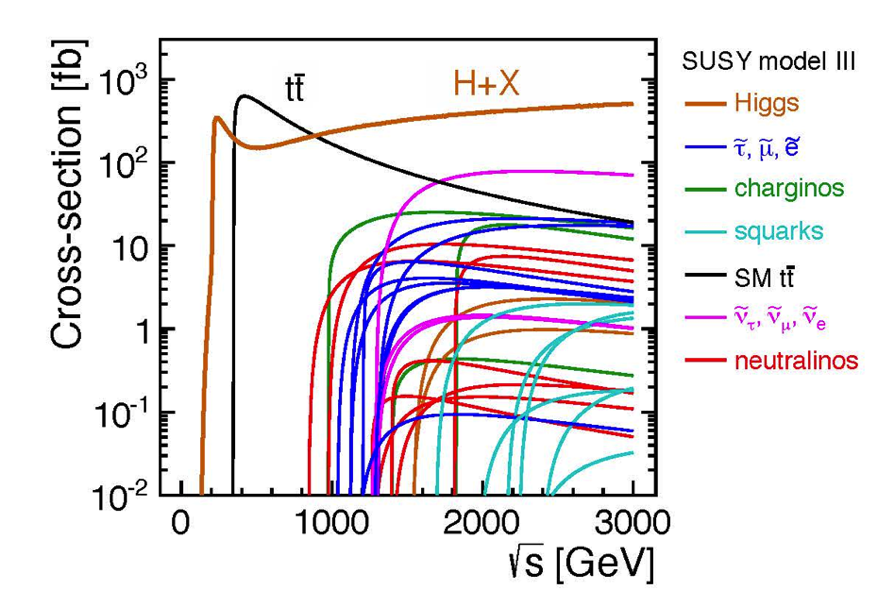 Cross-section [fb]
10³
10²
10
1
10⁻¹
10⁻²
0
1000
2000
3000
√s [GeV]
tt̄
H+X
SUSY model III
Higgs
τ̃, μ̃, ẽ
charginos
squarks
SM tt̄
ν̃τ, ν̃μ, ν̃e
neutralinos